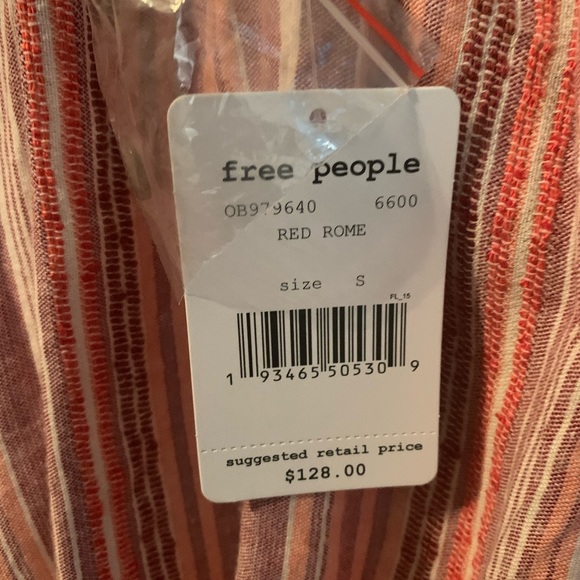 free people
OB979640 6600
RED ROME
size S
FL_15
1 93465 50530 9
suggested retail price
$128.00